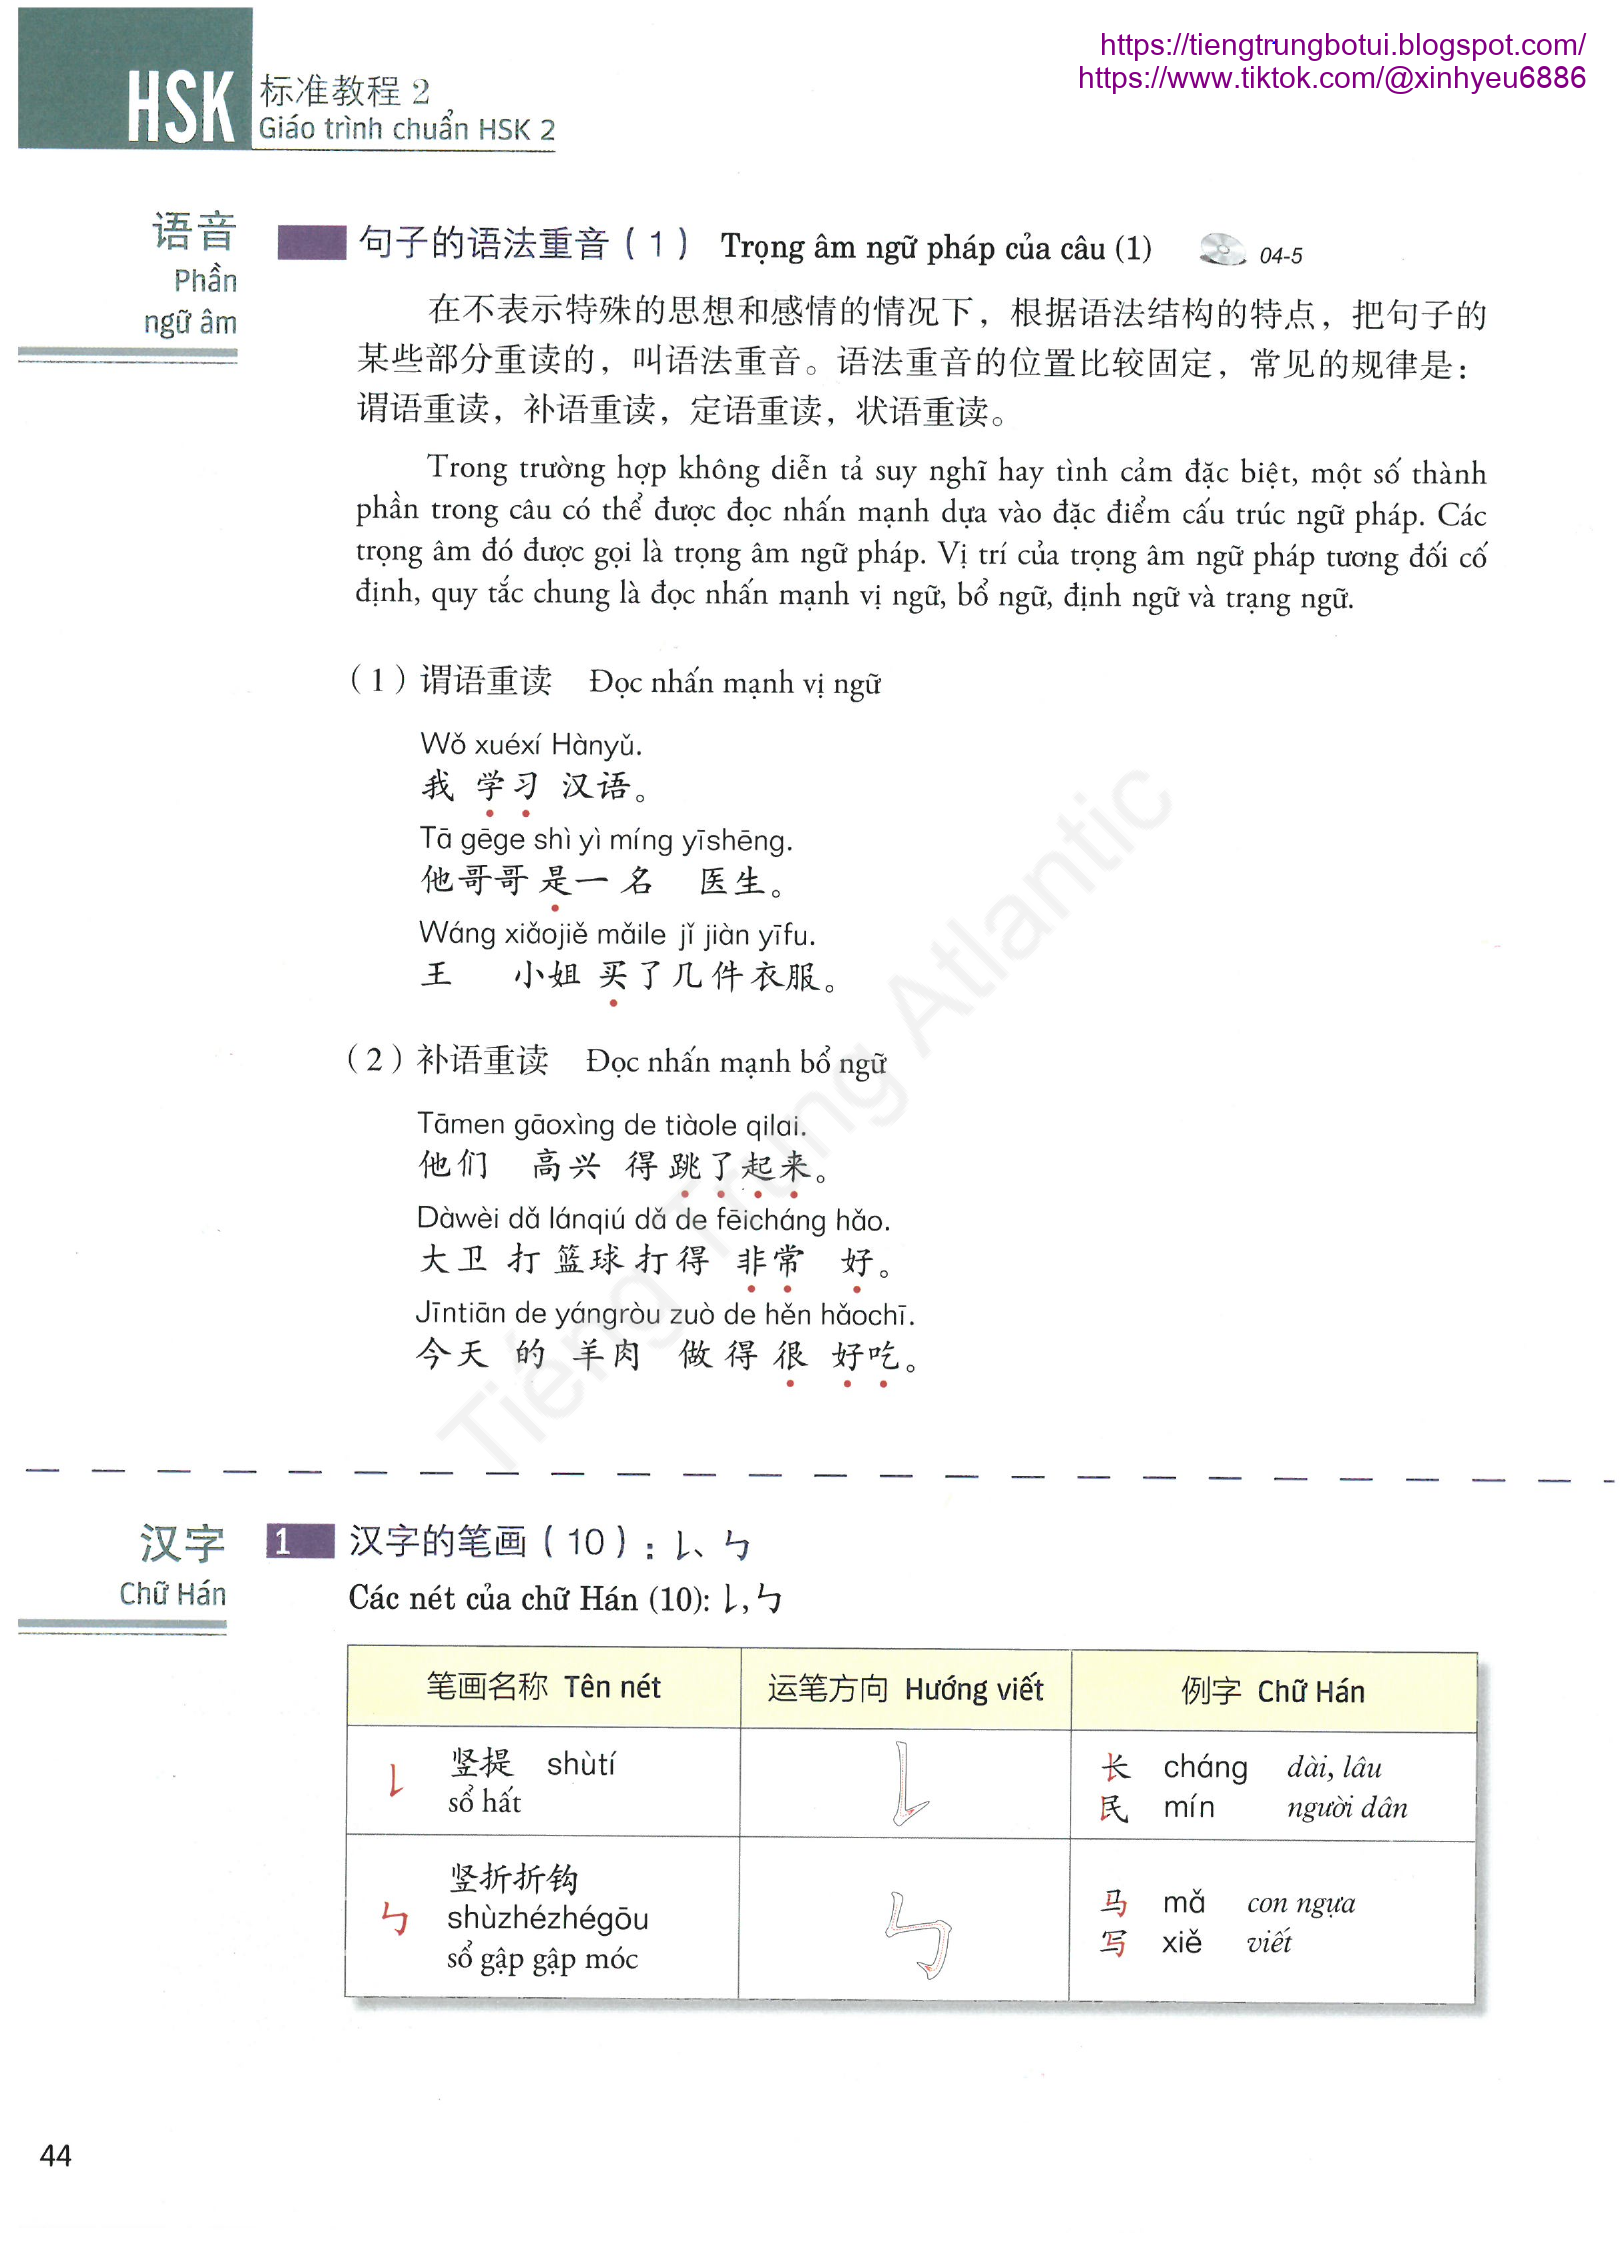 https://tiengtrungbotui.blogspot.com/
https://www.tiktok.com/@xinhyeu6886
HSK 标准教程 2
Giáo trình chuẩn HSK 2
语音
Phần
ngữ âm
句子的语法重音(1) Trọng âm ngữ pháp của câu (1) 04-5
在不表示特殊的思想和感情的情况下，根据语法结构的特点，把句子的
某些部分重读的，叫语法重音。语法重音的位置比较固定，常见的规律是：
谓语重读，补语重读，定语重读，状语重读。
Trong trường hợp không diễn tả suy nghĩ hay tình cảm đặc biệt, một số thành
phần trong câu có thể được đọc nhấn mạnh dựa vào đặc điểm cấu trúc ngữ pháp. Các
trọng âm đó được gọi là trọng âm ngữ pháp. Vị trí của trọng âm ngữ pháp tương đối cố
định, quy tắc chung là đọc nhấn mạnh vị ngữ, bổ ngữ, định ngữ và trạng ngữ.
(1) 谓语重读 Đọc nhấn mạnh vị ngữ
Wǒ xuéxí Hànyǔ.
我 学习 汉语。
Tā gēge shì yì míng yīshēng.
他哥哥是一名 医生。
Wáng xiǎojiě mǎile jǐ jiàn yīfu.
王 小姐 买了几件衣服。
(2) 补语重读 Đọc nhấn mạnh bổ ngữ
Tāmen gāoxìng de tiàole qilai.
他们 高兴 得跳了起来。
Dàwèi dǎ lánqiú dǎ de fēicháng hǎo.
大卫 打篮球打得 非常 好。
Jīntiān de yángròu zuò de hěn hǎochī.
今天 的 羊肉 做得很 好吃。
Tiếng Trung Atlantic
汉字
Chữ Hán
1 汉字的笔画(10)：㇙、㇉
Các nét của chữ Hán (10): ㇙, ㇉
笔画名称 Tên nét 运笔方向 Hướng viết 例字 Chữ Hán
㇙ 竖提 shùtí
sổ hất
㇙
长 cháng dài, lâu
民 mín người dân
㇉ 竖折折钩
shùzhézhégōu
sổ gập gập móc
㇉
马 mǎ con ngựa
写 xiě viết
44